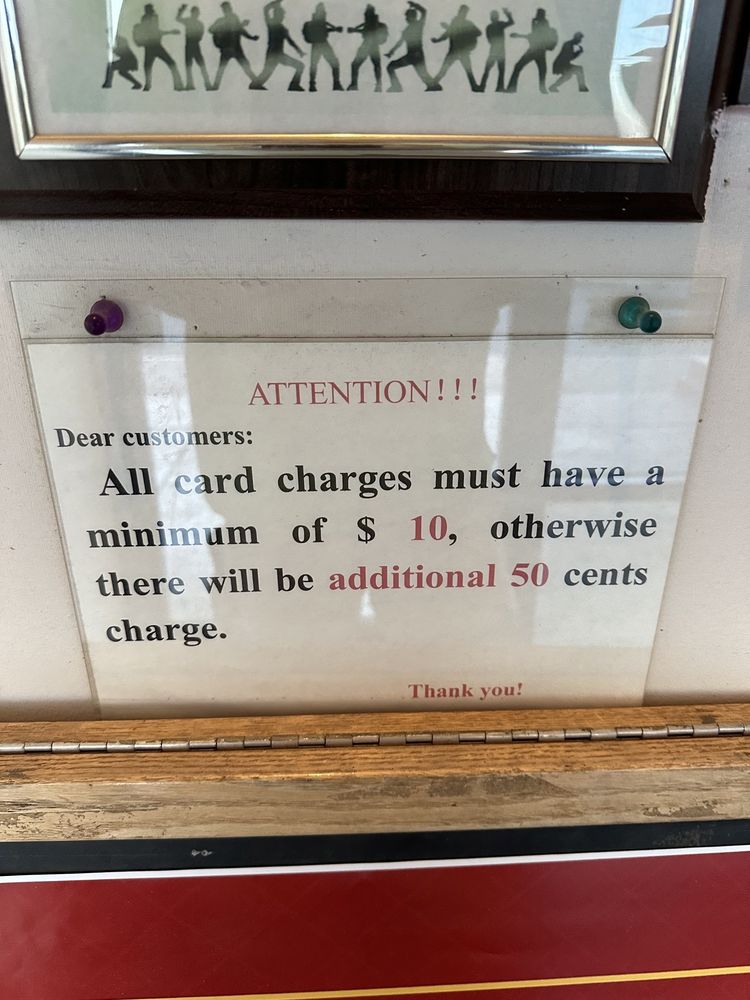 ATTENTION!!!
Dear customers:
All card charges must have a
minimum of $ 10, otherwise
there will be additional 50 cents
charge.
Thank you!